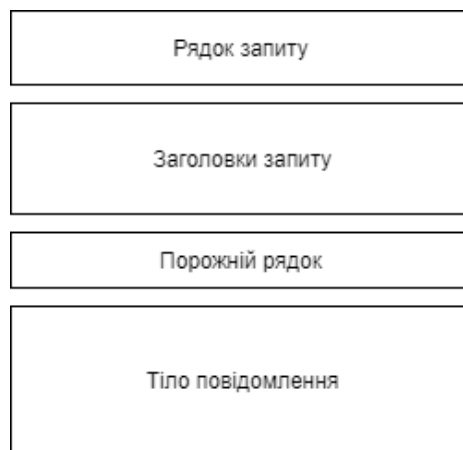 Рядок запиту
Заголовки запиту
Порожній рядок
Тіло повідомлення